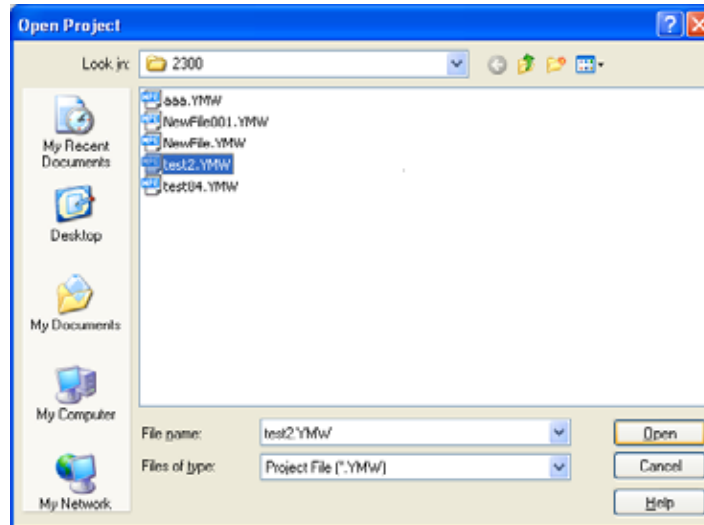 Open Project
Look in: 2300
aaa.YMW
NewFile001.YMW
NewFile.YMW
test2.YMW
test04.YMW
My Recent
Documents
Desktop
My Documents
My Computer
My Network
File name: test2.YMW Open
Files of type: Project File (*.YMW) Cancel
Help